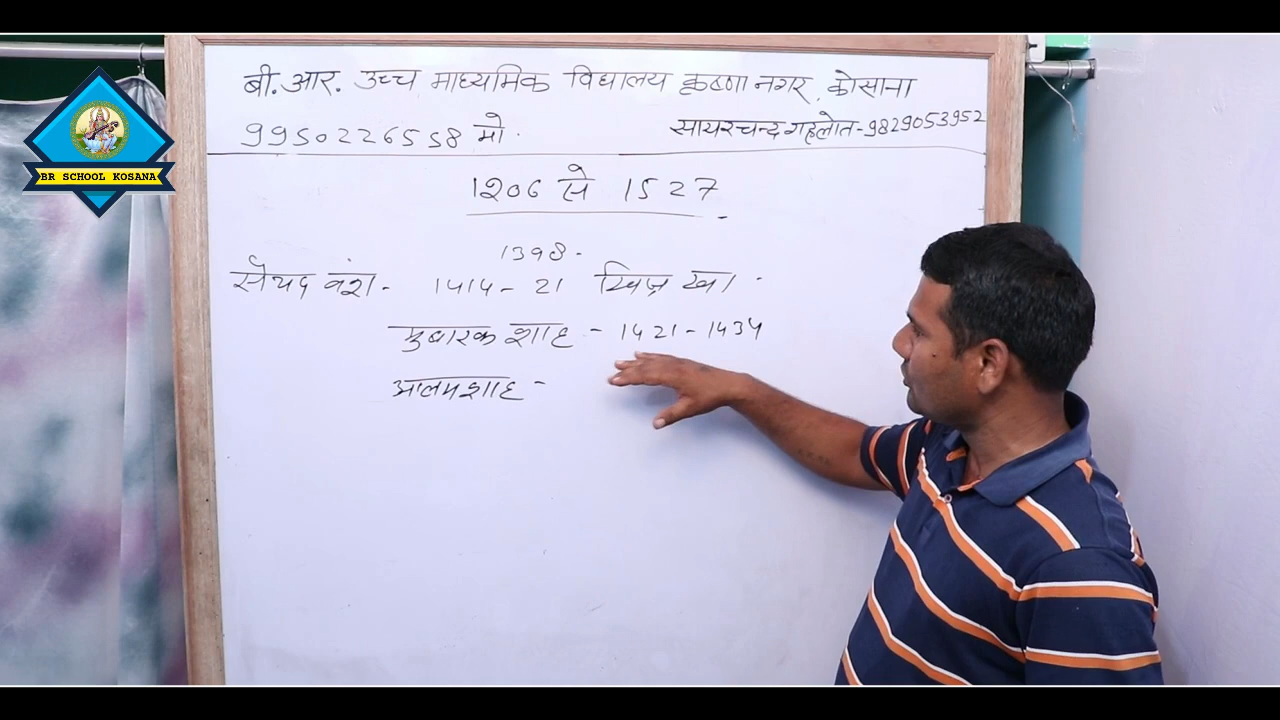 बी.आर. उच्च माध्यमिक विद्यालय कृष्णा नगर, कोसाना
9950226558 मो.
सायरचन्द गहलोत-9829053952
BR SCHOOL KOSANA
1206 से 1527
1398.
सैयद वंश. 1414-21 खिज्र खा.
मुबारक शाह - 1421-1434
आलमशाह -